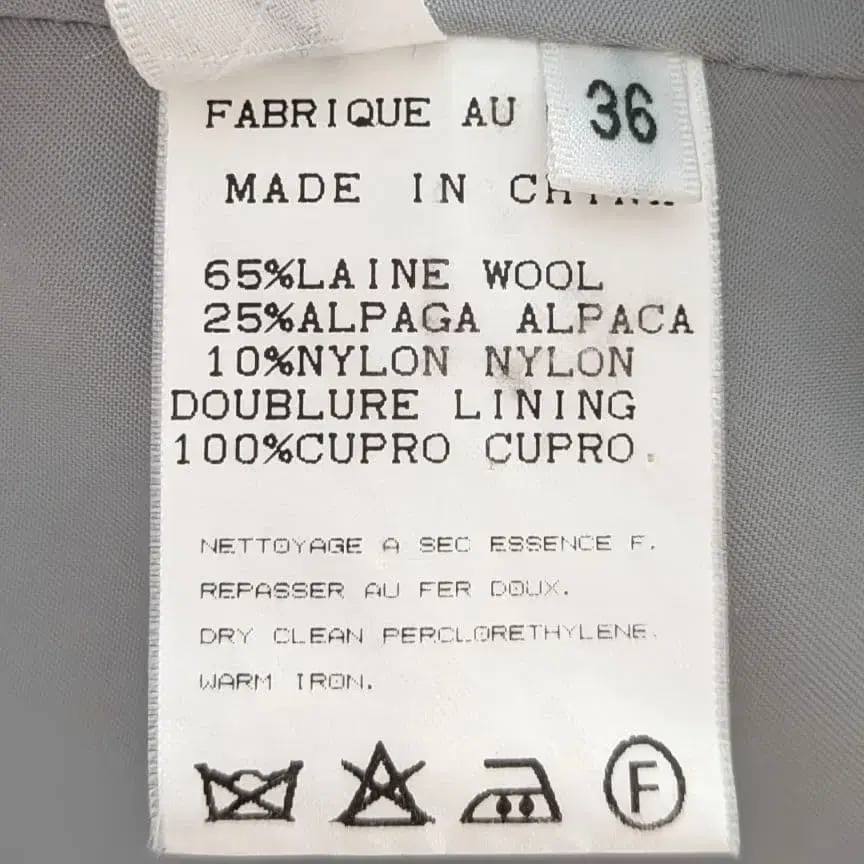 FABRIQUE AU
36
MADE IN
65%LAINE WOOL
25%ALPAGA ALPACA
10%NYLON NYLON
DOUBLURE LINING
100%CUPRO CUPRO.
NETTOYAGE A SEC ESSENCE F.
REPASSER AU FER DOUX.
DRY CLEAN PERCLORETHYLENE.
WARM IRON.
F